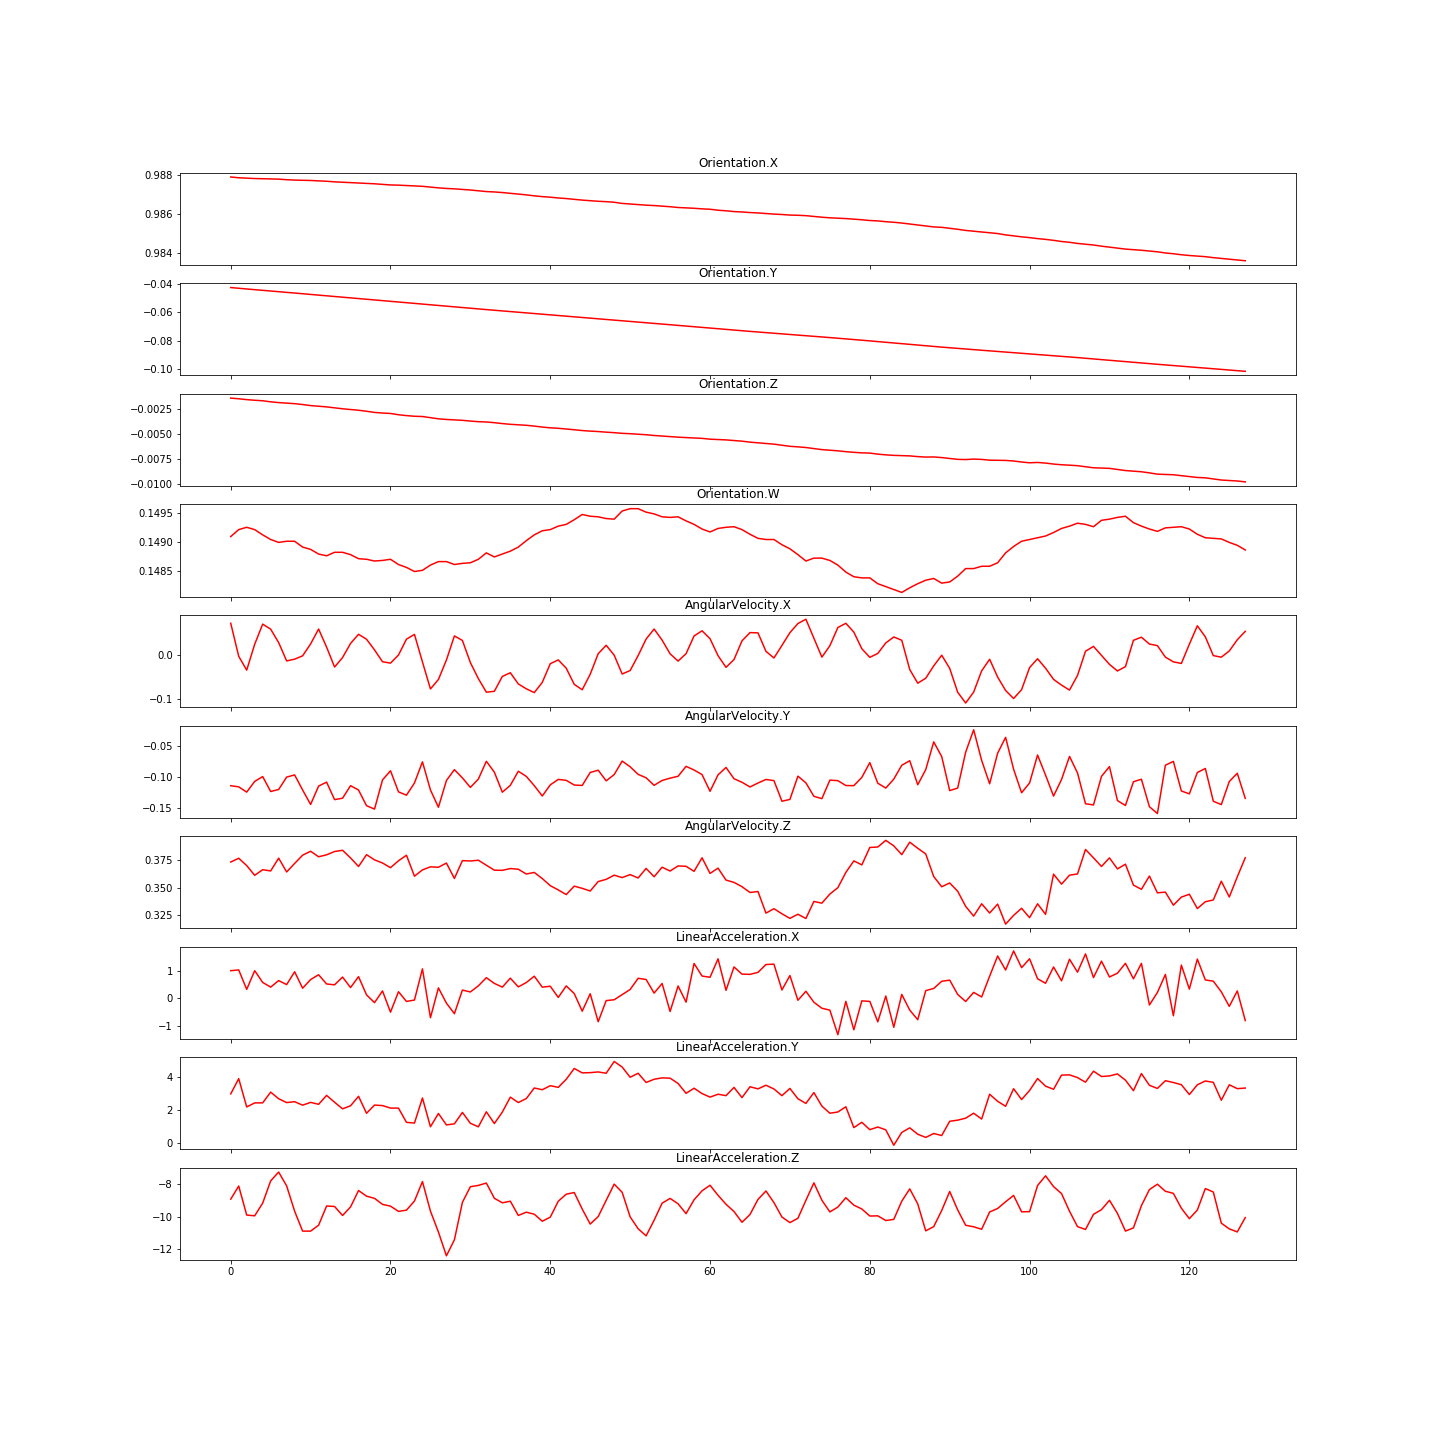 Orientation.X
0.988
0.986
0.984
Orientation.Y
−0.04
−0.06
−0.08
−0.10
Orientation.Z
−0.0025
−0.0050
−0.0075
−0.0100
Orientation.W
0.1495
0.1490
0.1485
AngularVelocity.X
0.0
−0.1
AngularVelocity.Y
−0.05
−0.10
−0.15
AngularVelocity.Z
0.375
0.350
0.325
LinearAcceleration.X
1
0
−1
LinearAcceleration.Y
4
2
0
LinearAcceleration.Z
−8
−10
−12
0 20 40 60 80 100 120